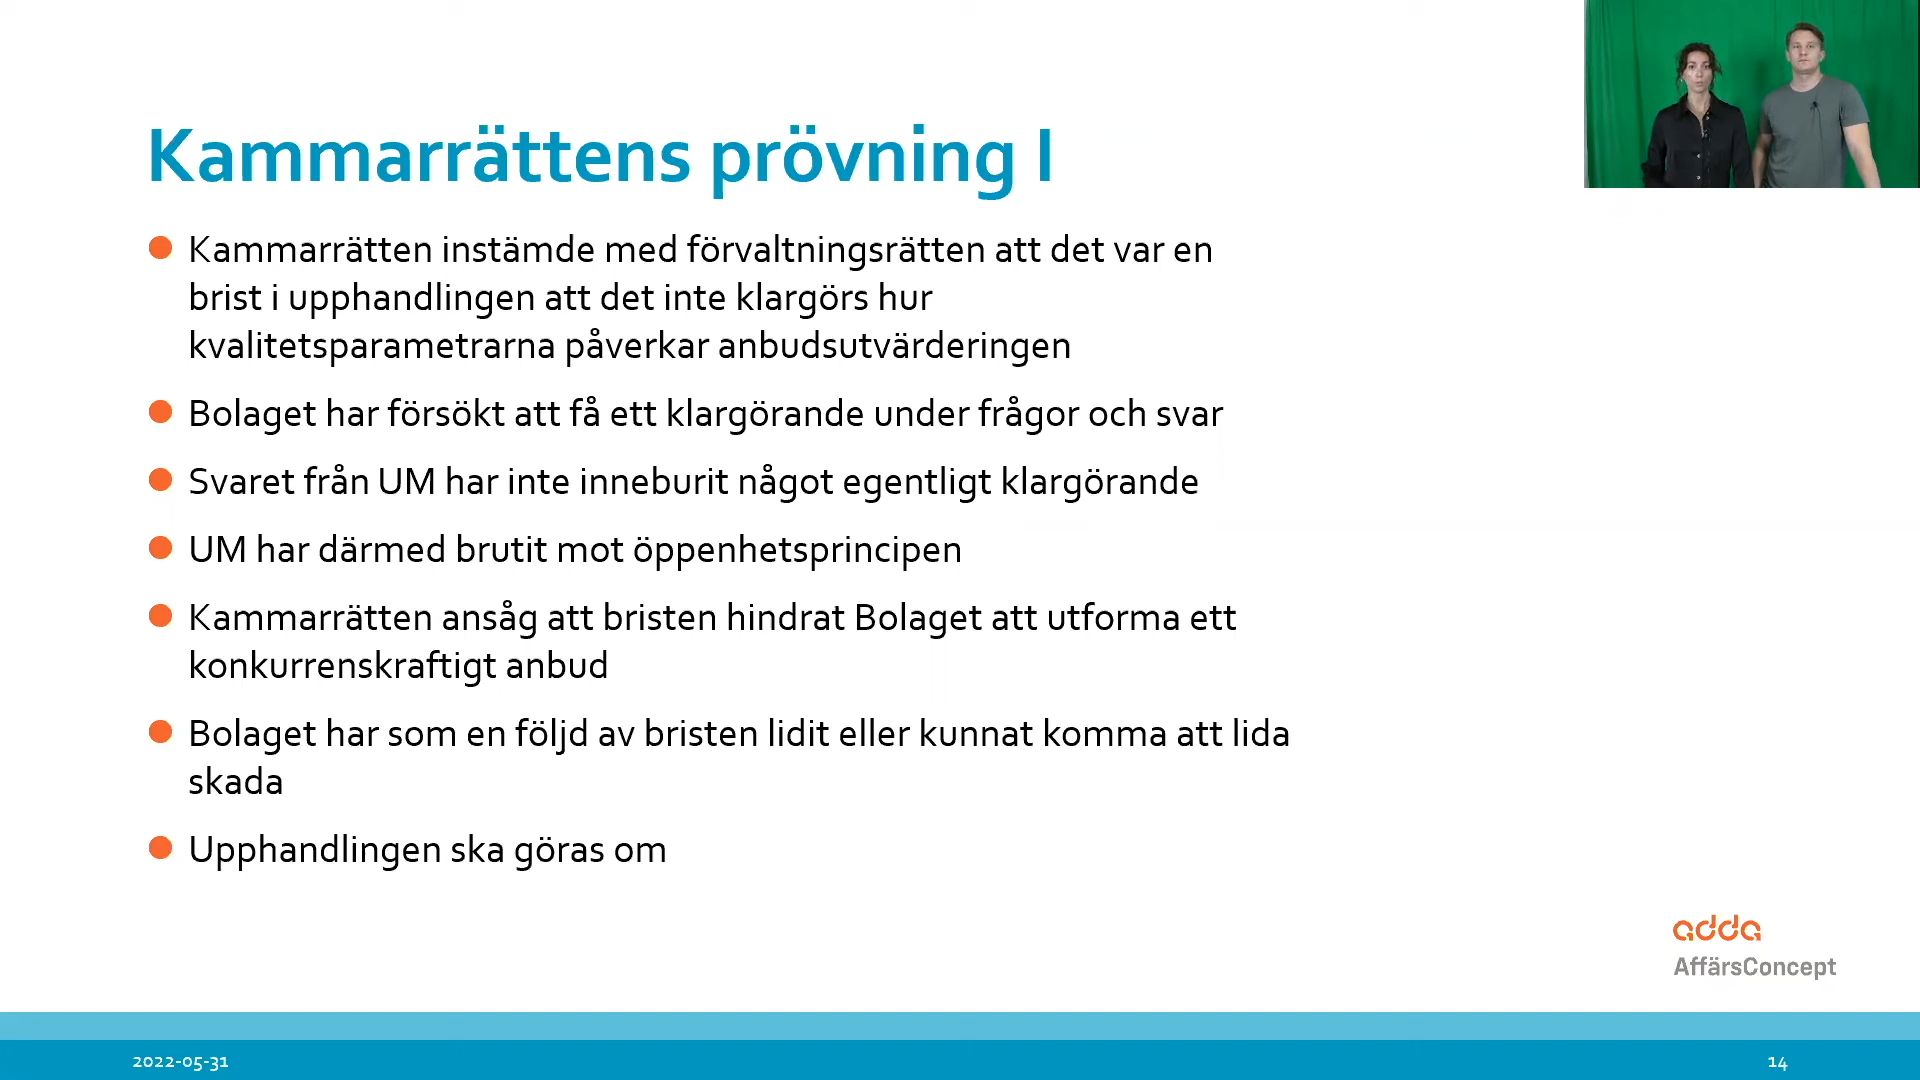 Kammarrättens prövning I
Kammarrätten instämde med förvaltningsrätten att det var en
brist i upphandlingen att det inte klargörs hur
kvalitetsparametrarna påverkar anbudsutvärderingen
Bolaget har försökt att få ett klargörande under frågor och svar
Svaret från UM har inte inneburit något egentligt klargörande
UM har därmed brutit mot öppenhetsprincipen
Kammarrätten ansåg att bristen hindrat Bolaget att utforma ett
konkurrenskraftigt anbud
Bolaget har som en följd av bristen lidit eller kunnat komma att lida
skada
Upphandlingen ska göras om
adda
AffärsConcept
2022-05-31
14